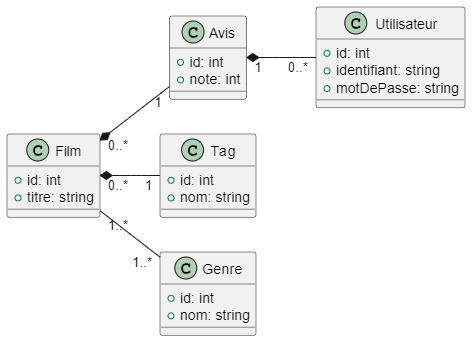 C Utilisateur
id: int
identifiant: string
motDePasse: string
C Avis
id: int
note: int
1
0..*
1
0..*
C Film
id: int
titre: string
C Tag
id: int
nom: string
0..*
1
1..*
1..*
C Genre
id: int
nom: string